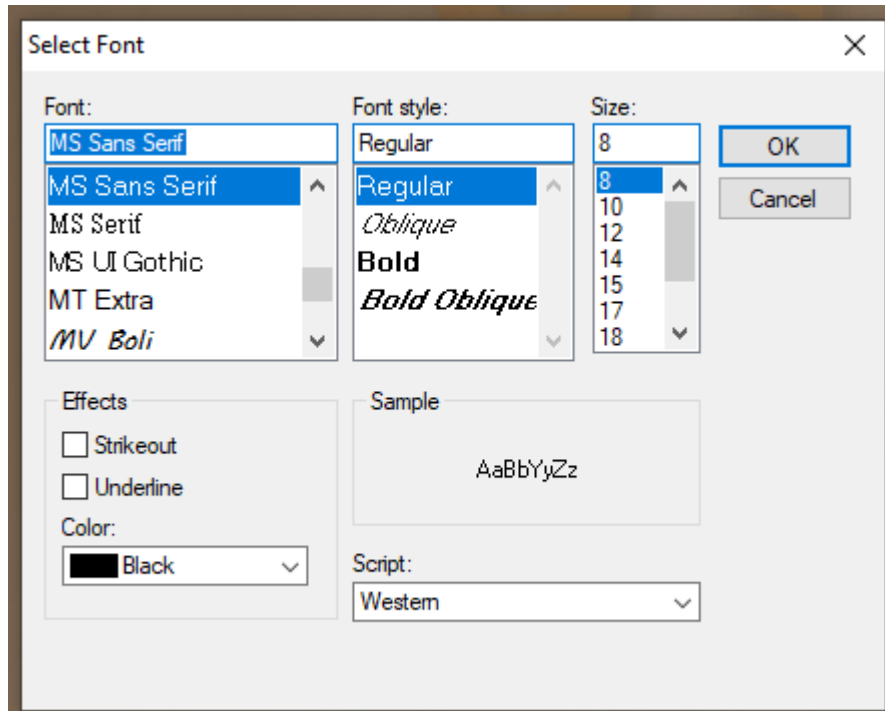 Select Font
Font:
MS Sans Serif
MS Sans Serif
MS Serif
MS UI Gothic
MT Extra
MV Boli
Font style:
Regular
Regular
Oblique
Bold
Bold Oblique
Size:
8
8
10
12
14
15
17
18
OK
Cancel
Effects
Strikeout
Underline
Color:
Black
Sample
AaBbYyZz
Script:
Western